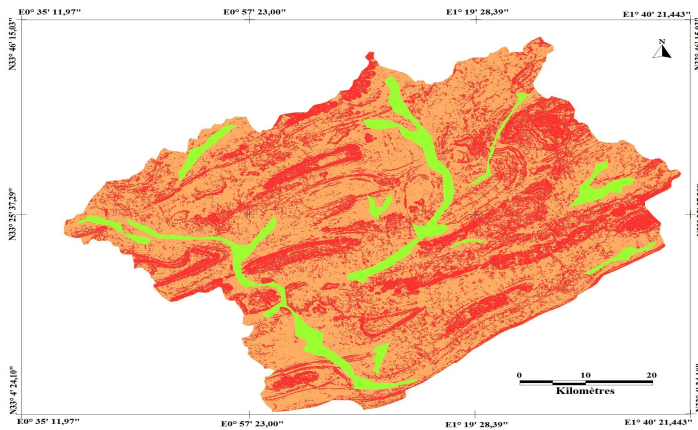 E0° 35' 11,97'' E0° 57' 23,00'' E1° 19' 28,39'' E1° 40' 21,443''
N33° 46' 15,03''
N
N33° 25' 37,29''
0 10 20
Kilomètres
N33° 4' 24,10''
E0° 35' 11,97'' E0° 57' 23,00'' E1° 19' 28,39'' E1° 40' 21,443''